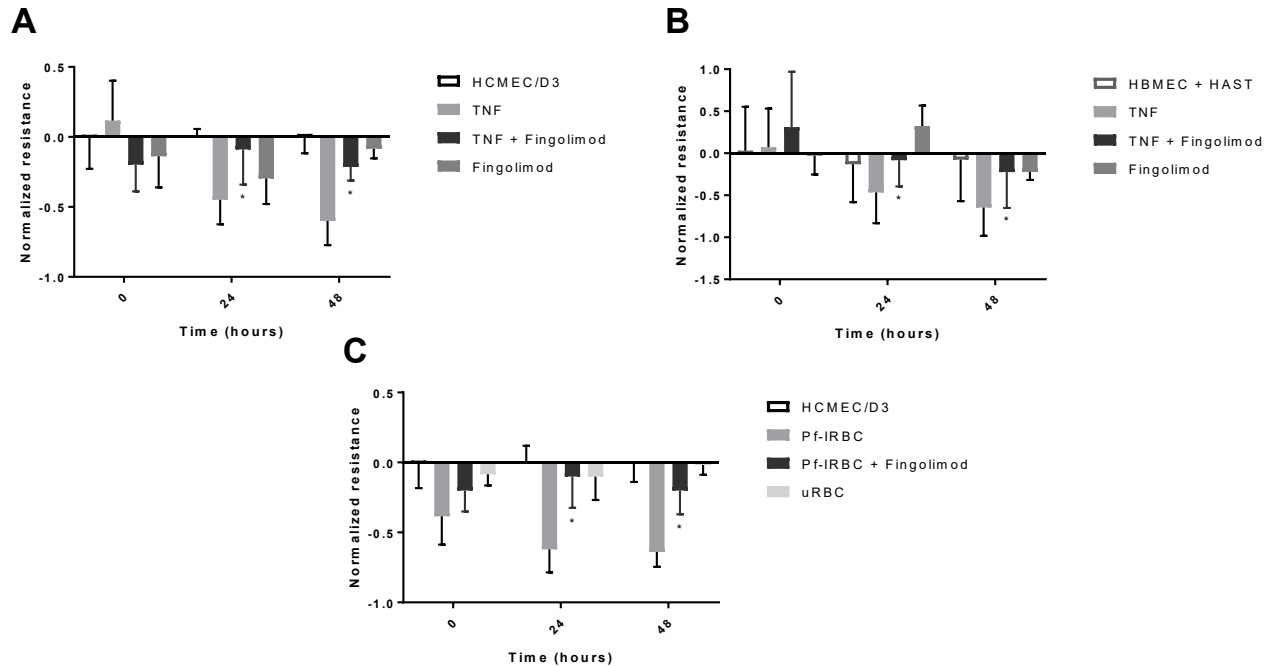 A
Normalized resistance
0.5
0.0
-0.5
-1.0
*
*
0
24
48
Time (hours)
HCMEC/D3
TNF
TNF + Fingolimod
Fingolimod
B
Normalized resistance
1.0
0.5
0.0
-0.5
-1.0
-1.5
*
*
0
24
48
Time (hours)
HBMEC + HAST
TNF
TNF + Fingolimod
Fingolimod
C
Normalized resistance
0.5
0.0
-0.5
-1.0
*
*
0
24
48
Time (hours)
HCMEC/D3
Pf-IRBC
Pf-IRBC + Fingolimod
uRBC